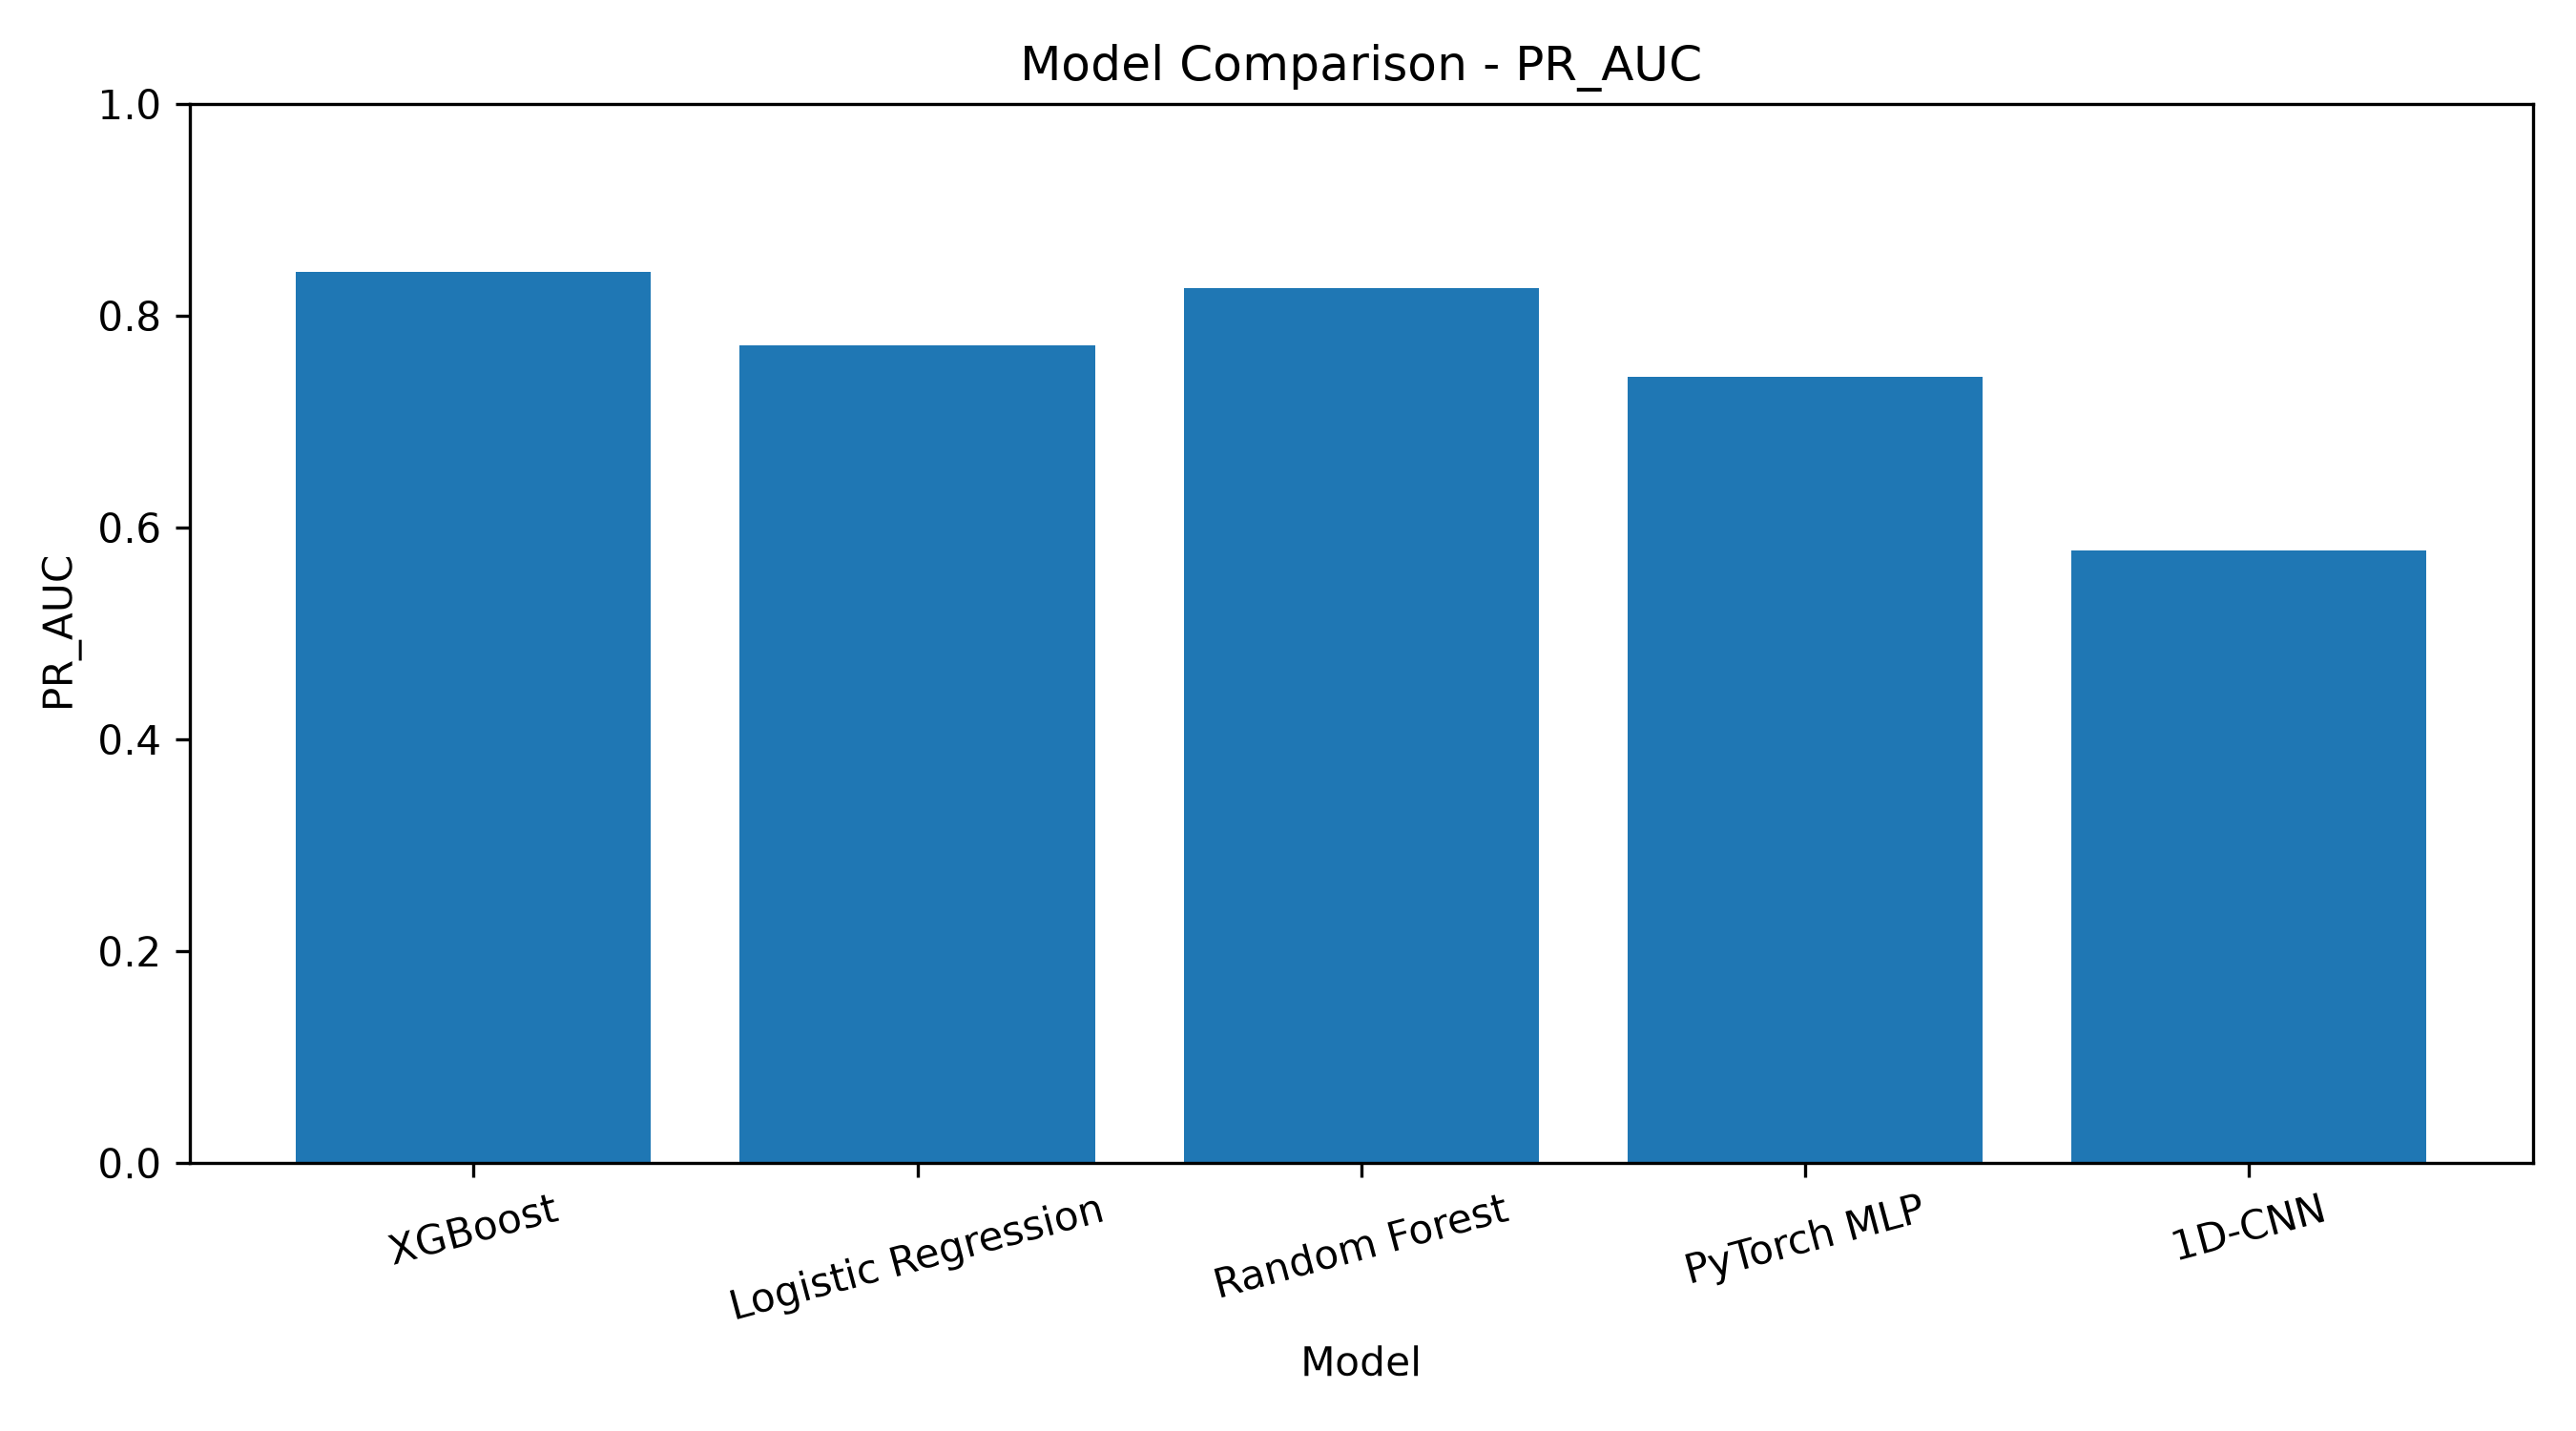 Model Comparison - PR_AUC
1.0
0.8
0.6
0.4
0.2
0.0
PR_AUC
XGBoost
Logistic Regression
Random Forest
PyTorch MLP
1D-CNN
Model